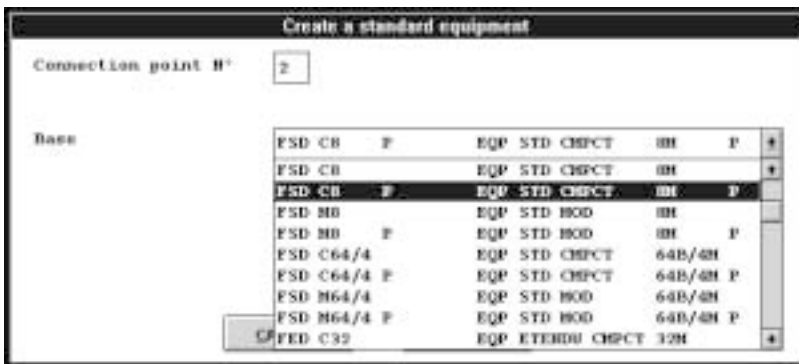 Create a standard equipment
Connection point N°
2
Base
FSD C8 P EQP STD CMPCT 8M P
FSD C8 EQP STD CMPCT 8M
FSD C8 P EQP STD CMPCT 8M P
FSD M8 EQP STD MOD 8M
FSD M8 P EQP STD MOD 8M P
FSD C64/4 EQP STD CMPCT 64B/4M
FSD C64/4 P EQP STD CMPCT 64B/4M P
FSD M64/4 EQP STD MOD 64B/4M
FSD M64/4 P EQP STD MOD 64B/4M P
FED C32 EQP ETENDU CMPCT 32M